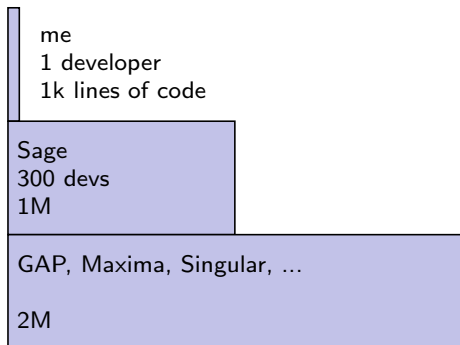 me
1 developer
1k lines of code
Sage
300 devs
1M
GAP, Maxima, Singular, ...
2M